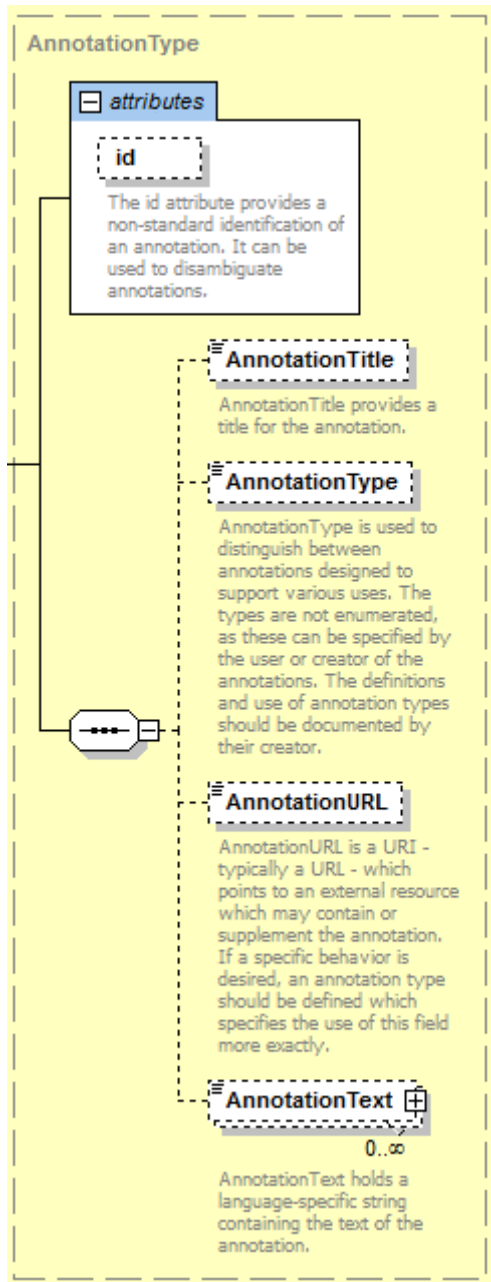 AnnotationType
attributes
id
The id attribute provides a
non-standard identification of
an annotation. It can be
used to disambiguate
annotations.
AnnotationTitle
AnnotationTitle provides a
title for the annotation.
AnnotationType
AnnotationType is used to
distinguish between
annotations designed to
support various uses. The
types are not enumerated,
as these can be specified by
the user or creator of the
annotations. The definitions
and use of annotation types
should be documented by
their creator.
AnnotationURL
AnnotationURL is a URI -
typically a URL - which
points to an external resource
which may contain or
supplement the annotation.
If a specific behavior is
desired, an annotation type
should be defined which
specifies the use of this field
more exactly.
AnnotationText
0..∞
AnnotationText holds a
language-specific string
containing the text of the
annotation.